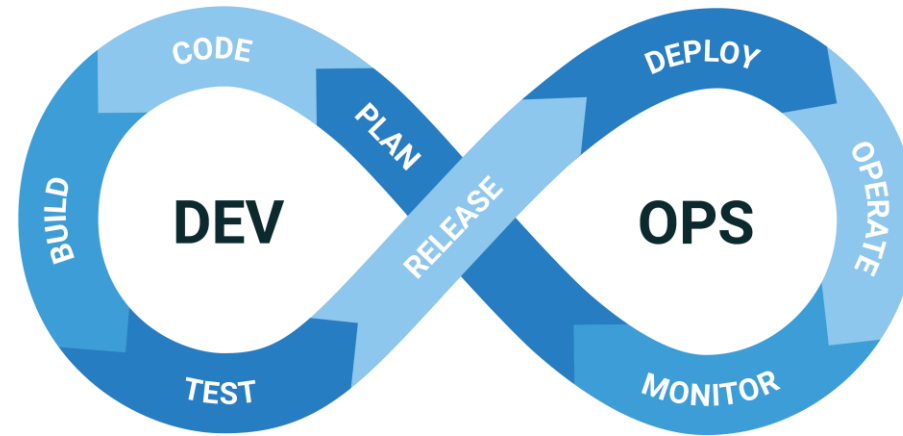 CODE
DEPLOY
PLAN
BUILD
DEV
RELEASE
OPS
OPERATE
TEST
MONITOR